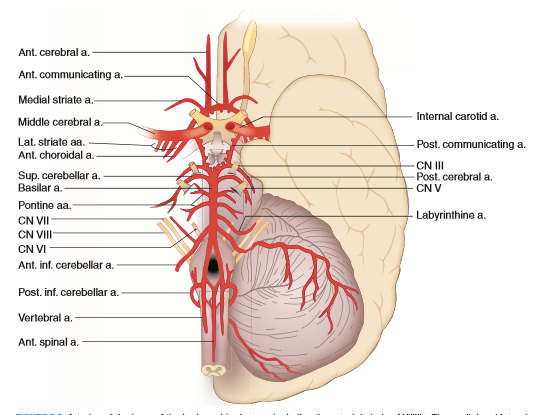 Ant. cerebral a.
Ant. communicating a.
Medial striate a.
Middle cerebral a.
Lat. striate aa.
Ant. choroidal a.
Sup. cerebellar a.
Basilar a.
Pontine aa.
CN VII
CN VIII
CN VI
Ant. inf. cerebellar a.
Post. inf. cerebellar a.
Vertebral a.
Ant. spinal a.
Internal carotid a.
Post. communicating a.
CN III
Post. cerebral a.
CN V
Labyrinthine a.